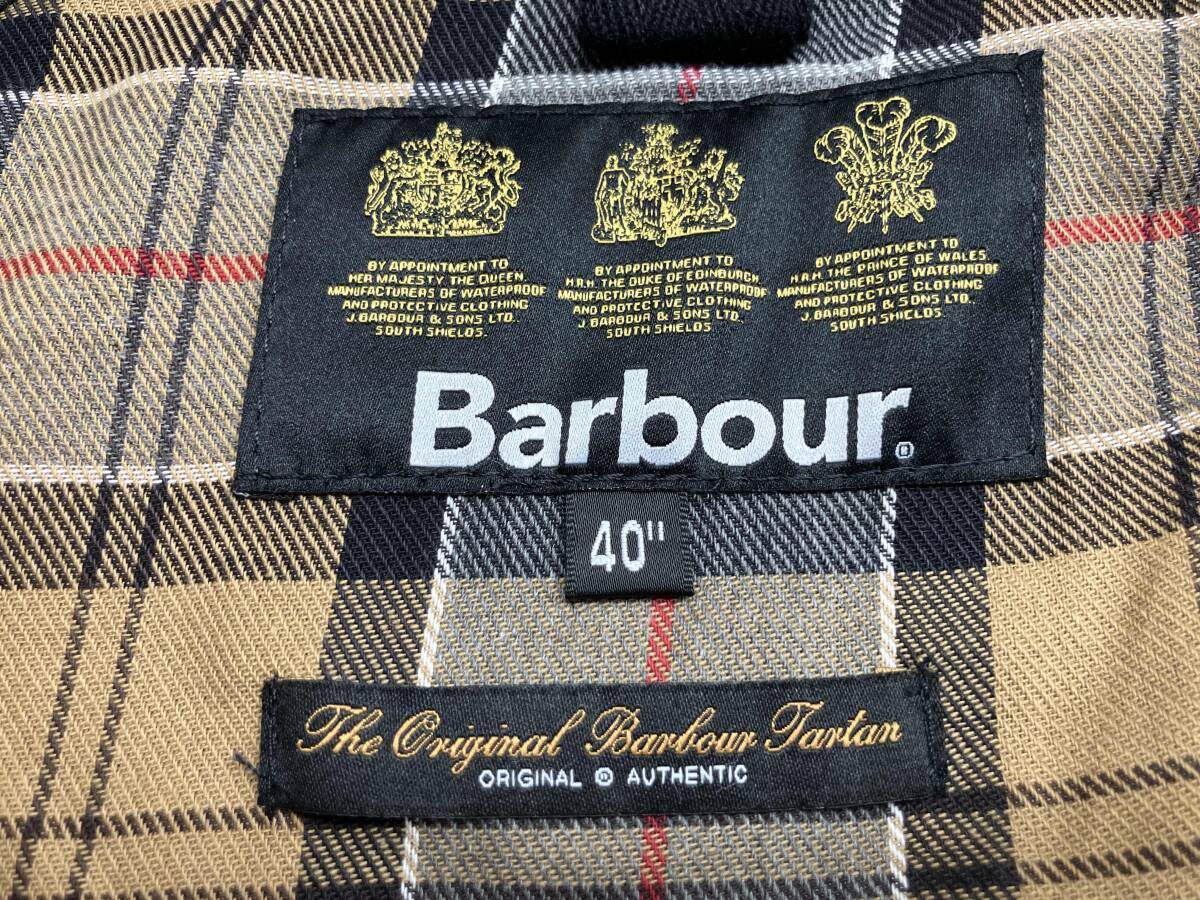 BY APPOINTMENT TO
HER MAJESTY THE QUEEN
MANUFACTURERS OF WATERPROOF
AND PROTECTIVE CLOTHING
J. BARBOUR & SONS LTD.,
SOUTH SHIELDS.
BY APPOINTMENT TO
H.R.H. THE DUKE OF EDINBURGH
MANUFACTURERS OF WATERPROOF
AND PROTECTIVE CLOTHING
J. BARBOUR & SONS LTD.,
SOUTH SHIELDS.
BY APPOINTMENT TO
H.R.H. THE PRINCE OF WALES
MANUFACTURERS OF WATERPROOF
AND PROTECTIVE CLOTHING
J. BARBOUR & SONS LTD.
SOUTH SHIELDS.
Barbour®
40"
The Original Barbour Tartan
ORIGINAL ® AUTHENTIC